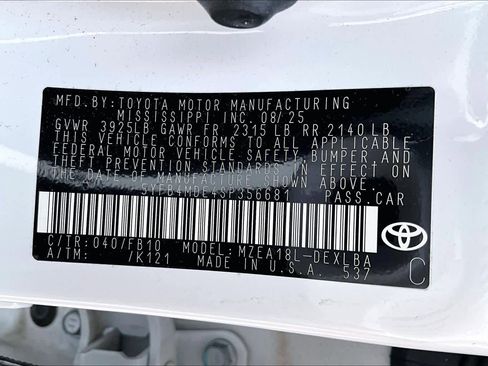 MFD.BY:TOYOTA MOTOR MANUFACTURING
MISSISSIPPI INC. 08/25
GVWR 3925LB GAWR FR 2315 LB RR 2140 LB
THIS VEHICLE CONFORMS TO ALL APPLICABLE
FEDERAL MOTOR VEHICLE SAFETY, BUMPER, AND
THEFT PREVENTION STANDARDS IN EFFECT ON
THE DATE OF MANUFACTURE SHOWN ABOVE.
5YFB4MDE4SP356681 PASS.CAR
C/TR:040/FB10 MODEL:MZEA18L-DEXLBA
A/TM: /K121 MADE IN U.S.A. 537 C